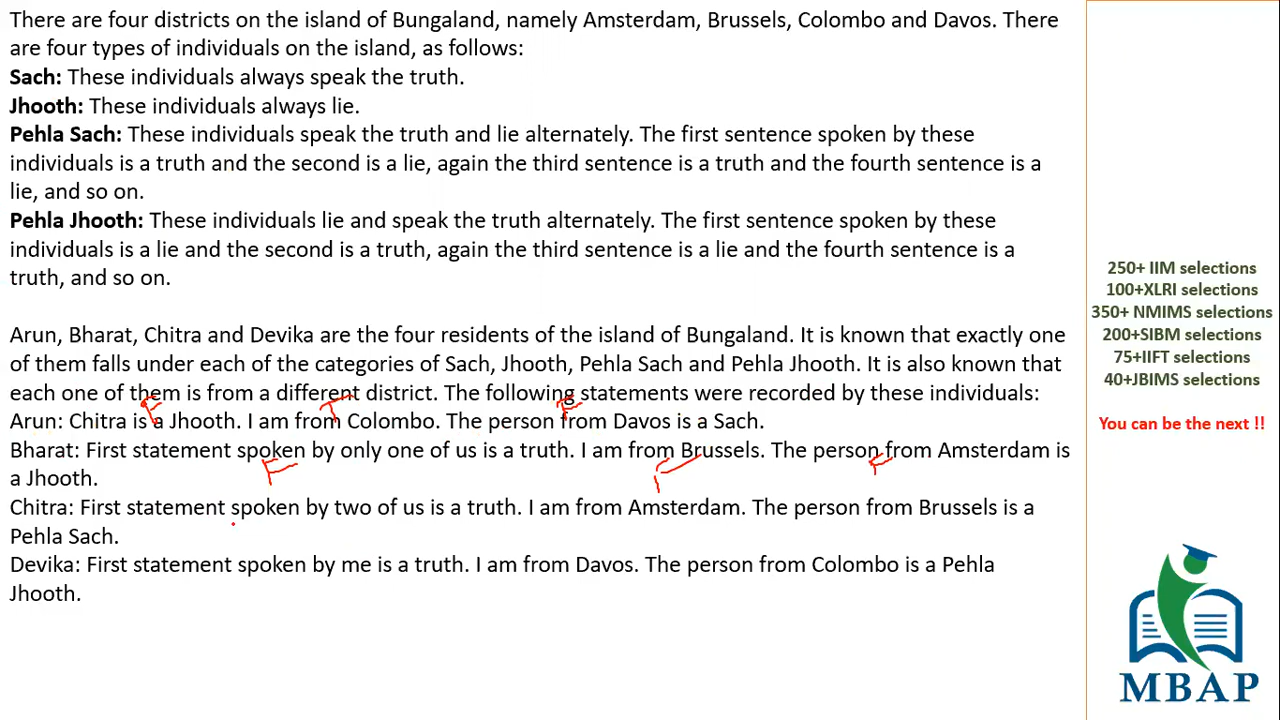 There are four districts on the island of Bungaland, namely Amsterdam, Brussels, Colombo and Davos. There
are four types of individuals on the island, as follows:
Sach: These individuals always speak the truth.
Jhooth: These individuals always lie.
Pehla Sach: These individuals speak the truth and lie alternately. The first sentence spoken by these
individuals is a truth and the second is a lie, again the third sentence is a truth and the fourth sentence is a
lie, and so on.
Pehla Jhooth: These individuals lie and speak the truth alternately. The first sentence spoken by these
individuals is a lie and the second is a truth, again the third sentence is a lie and the fourth sentence is a
truth, and so on.
Arun, Bharat, Chitra and Devika are the four residents of the island of Bungaland. It is known that exactly one
of them falls under each of the categories of Sach, Jhooth, Pehla Sach and Pehla Jhooth. It is also known that
each one of them is from a different district. The following statements were recorded by these individuals:
F T F
Arun: Chitra is a Jhooth. I am from Colombo. The person from Davos is a Sach.
Bharat: First statement spoken by only one of us is a truth. I am from Brussels. The person from Amsterdam is
F F F
a Jhooth.
Chitra: First statement spoken by two of us is a truth. I am from Amsterdam. The person from Brussels is a
Pehla Sach.
Devika: First statement spoken by me is a truth. I am from Davos. The person from Colombo is a Pehla
Jhooth.
250+ IIM selections
100+XLRI selections
350+ NMIMS selections
200+SIBM selections
75+IIFT selections
40+JBIMS selections
You can be the next !!
MBAP